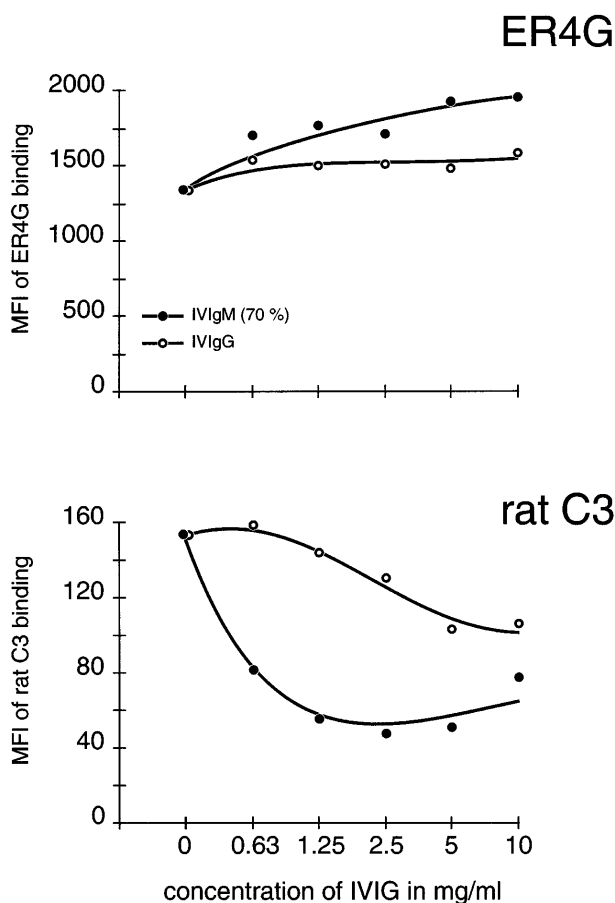 ER4G
MFI of ER4G binding
2000
1500
1000
500
0
IVIgM (70 %)
IVIgG
rat C3
MFI of rat C3 binding
160
120
80
40
0
0 0.63 1.25 2.5 5 10
concentration of IVIG in mg/ml